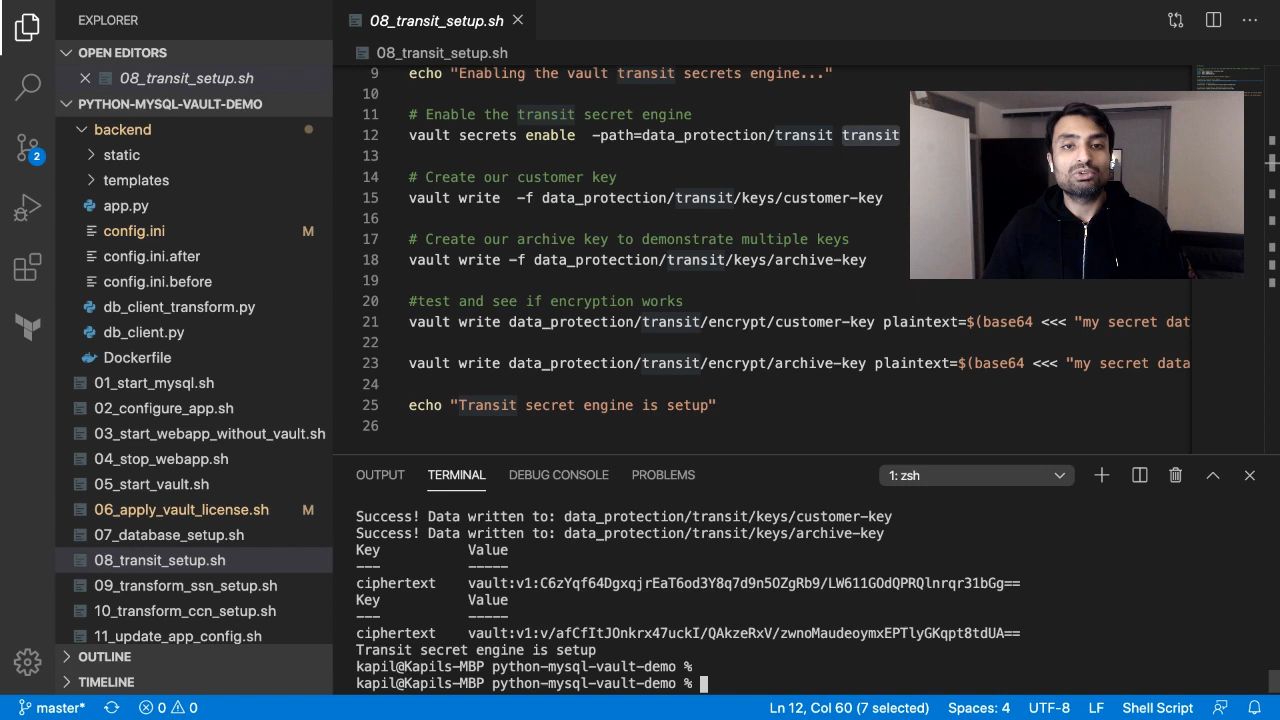 EXPLORER
OPEN EDITORS
08_transit_setup.sh
PYTHON-MYSQL-VAULT-DEMO
backend
static
templates
app.py
config.ini M
config.ini.after
config.ini.before
db_client_transform.py
db_client.py
Dockerfile
01_start_mysql.sh
02_configure_app.sh
03_start_webapp_without_vault.sh
04_stop_webapp.sh
05_start_vault.sh
06_apply_vault_license.sh M
07_database_setup.sh
08_transit_setup.sh
09_transform_ssn_setup.sh
10_transform_ccn_setup.sh
11_update_app_config.sh
OUTLINE
TIMELINE
2
08_transit_setup.sh
08_transit_setup.sh
9 echo "Enabling the vault transit secrets engine..."
10
11 # Enable the transit secret engine
12 vault secrets enable  -path=data_protection/transit transit
13
14 # Create our customer key
15 vault write  -f data_protection/transit/keys/customer-key
16
17 # Create our archive key to demonstrate multiple keys
18 vault write -f data_protection/transit/keys/archive-key
19
20 #test and see if encryption works
21 vault write data_protection/transit/encrypt/customer-key plaintext=$(base64 <<< "my secret dat
22
23 vault write data_protection/transit/encrypt/archive-key plaintext=$(base64 <<< "my secret data
24
25 echo "Transit secret engine is setup"
26
OUTPUT TERMINAL DEBUG CONSOLE PROBLEMS 1: zsh
Success! Data written to: data_protection/transit/keys/customer-key
Success! Data written to: data_protection/transit/keys/archive-key
Key Value
--- -----
ciphertext vault:v1:C6zYqf64DgxqjrEaT6od3Y8q7d9n5OZgRb9/LW611GOdQPRQlnrqr31bGg==
Key Value
--- -----
ciphertext vault:v1:v/afCfItJOnkrx47uckI/QAkzeRxV/zwnoMaudeoymxEPTlyGKqpt8tdUA==
Transit secret engine is setup
kapil@Kapils-MBP python-mysql-vault-demo %
kapil@Kapils-MBP python-mysql-vault-demo %
master* 0 0 Ln 12, Col 60 (7 selected) Spaces: 4 UTF-8 LF Shell Script